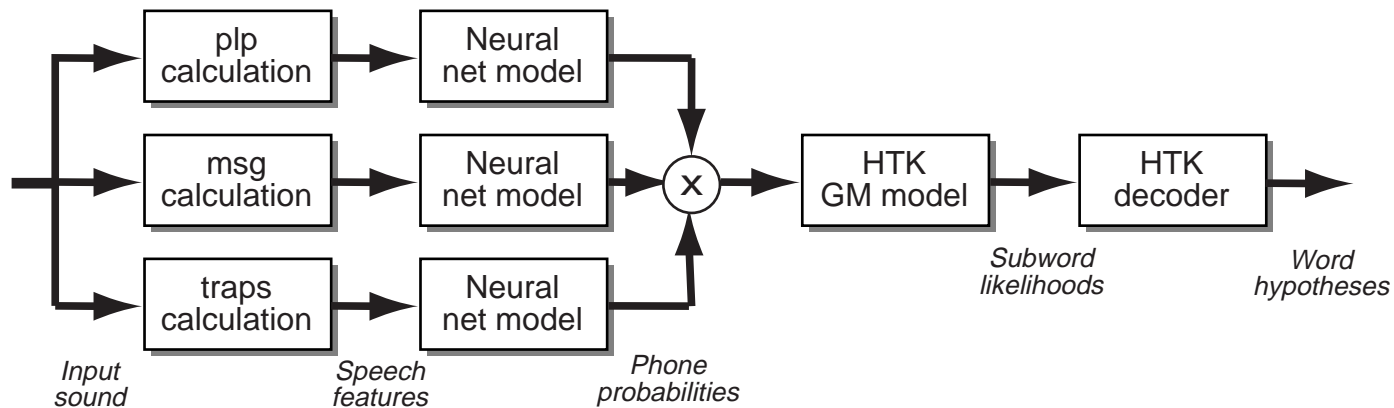 plp
calculation
Neural
net model
msg
calculation
Neural
net model
x
HTK
GM model
HTK
decoder
traps
calculation
Neural
net model
Subword
likelihoods
Word
hypotheses
Input
sound
Speech
features
Phone
probabilities